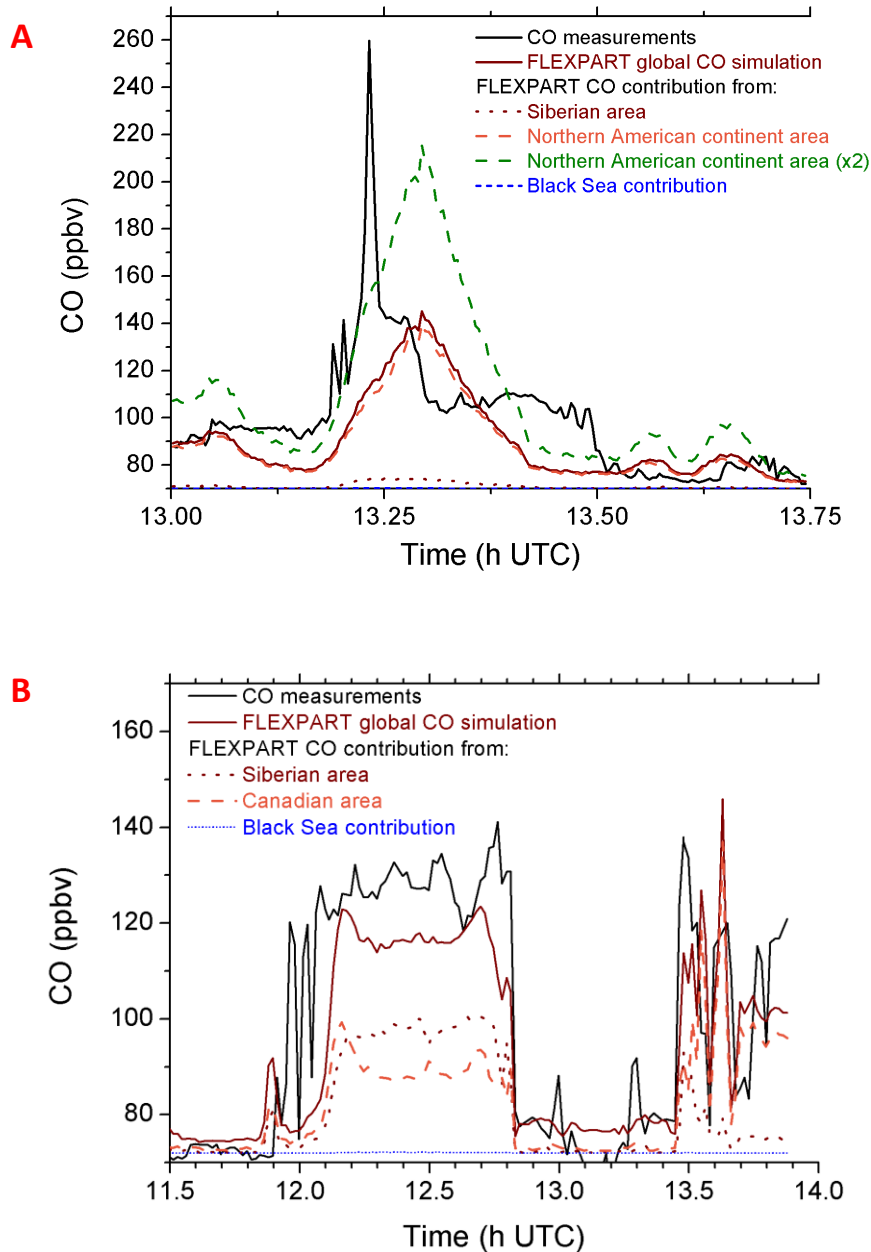 A
CO measurements
FLEXPART global CO simulation
FLEXPART CO contribution from:
Siberian area
Northern American continent area
Northern American continent area (x2)
Black Sea contribution
260
240
220
200
180
160
140
120
100
80
CO (ppbv)
13.00 13.25 13.50 13.75
Time (h UTC)
B
CO measurements
FLEXPART global CO simulation
FLEXPART CO contribution from:
Siberian area
Canadian area
Black Sea contribution
160
140
120
100
80
CO (ppbv)
11.5 12.0 12.5 13.0 13.5 14.0
Time (h UTC)